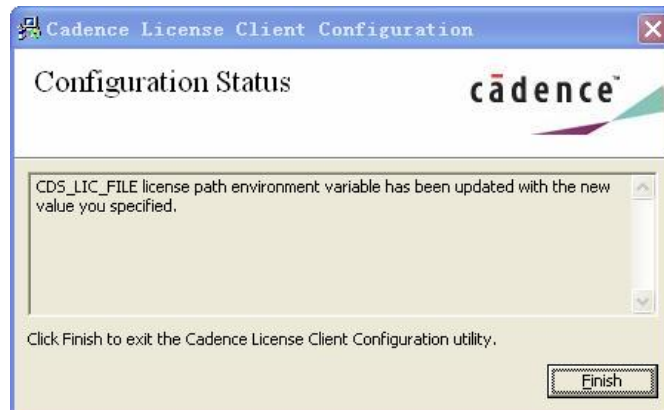 Cadence License Client Configuration
Configuration Status
cādence™
CDS_LIC_FILE license path environment variable has been updated with the new
value you specified.
Click Finish to exit the Cadence License Client Configuration utility.
Finish